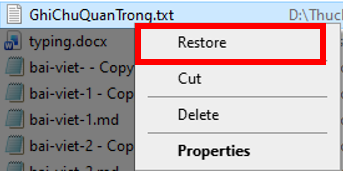 GhiChuQuanTrong.txt D:\Thuc
typing.docx
Restore
bai-viet- - Copy
Cut
bai-viet-1 - Cop
bai-viet-1.md
Delete
bai-viet-2 - Cop
Properties
bai-viet-2.md